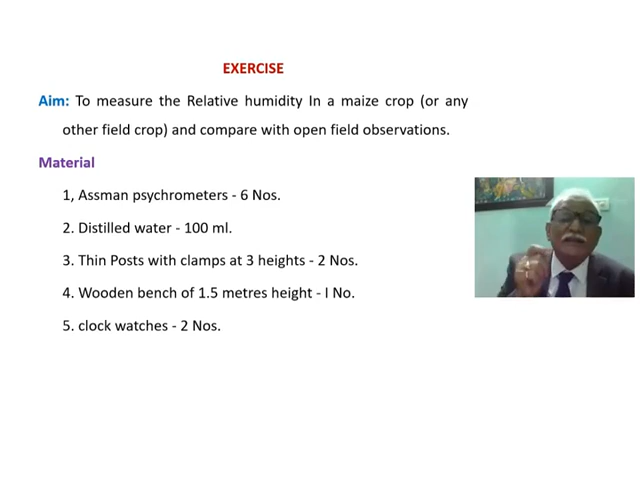 EXERCISE
Aim: To measure the Relative humidity In a maize crop (or any
other field crop) and compare with open field observations.
Material
1, Assman psychrometers - 6 Nos.
2. Distilled water - 100 ml.
3. Thin Posts with clamps at 3 heights - 2 Nos.
4. Wooden bench of 1.5 metres height - I No.
5. clock watches - 2 Nos.